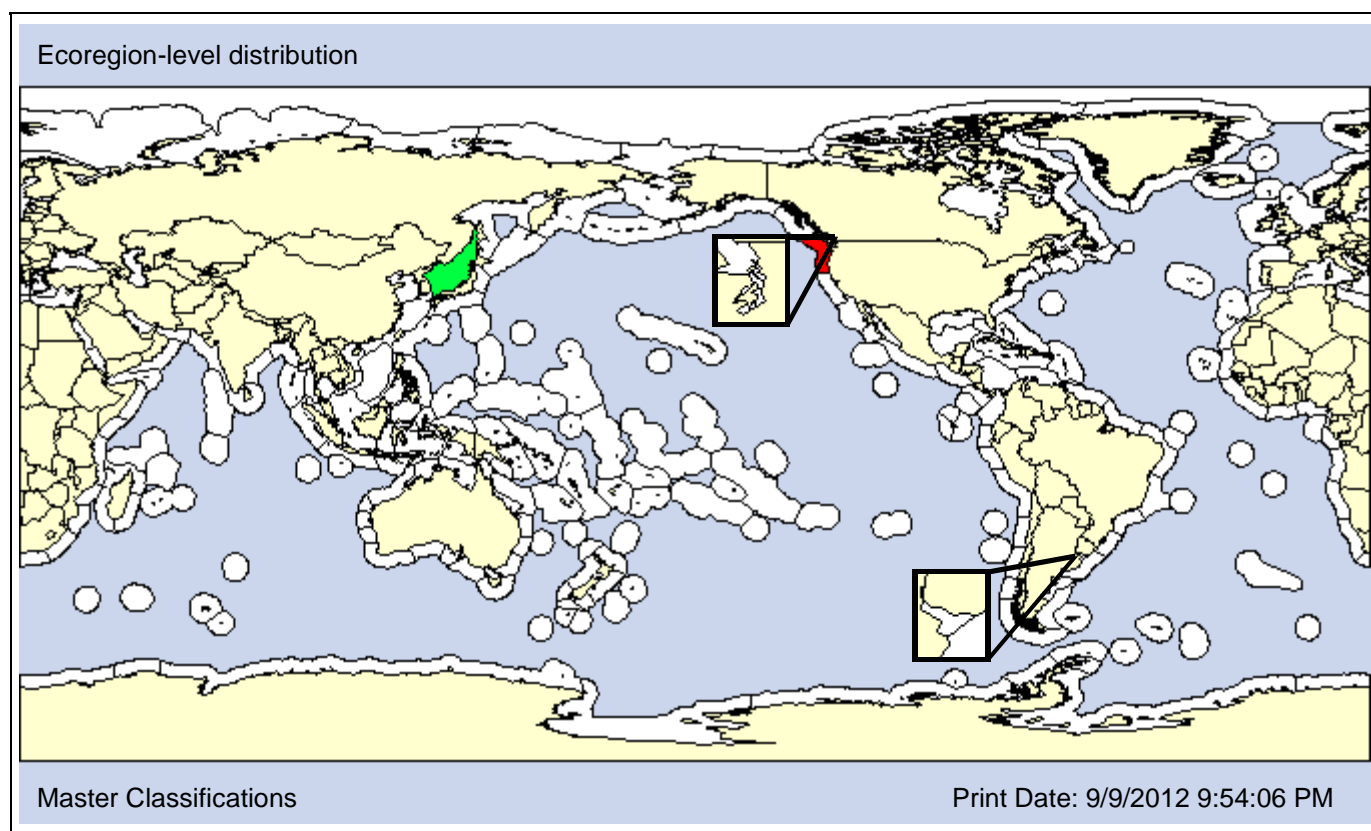 Ecoregion-level distribution
Master Classifications
Print Date: 9/9/2012 9:54:06 PM